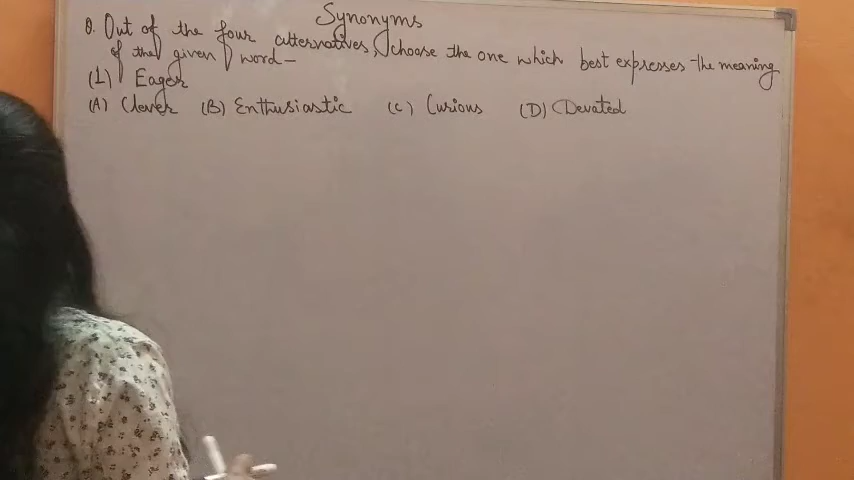 Synonyms
Q. Out of the four alternatives, choose the one which best expresses the meaning
of the given word-
(1) Eager
(A) Clever (B) Enthusiastic (C) Curious (D) Devated